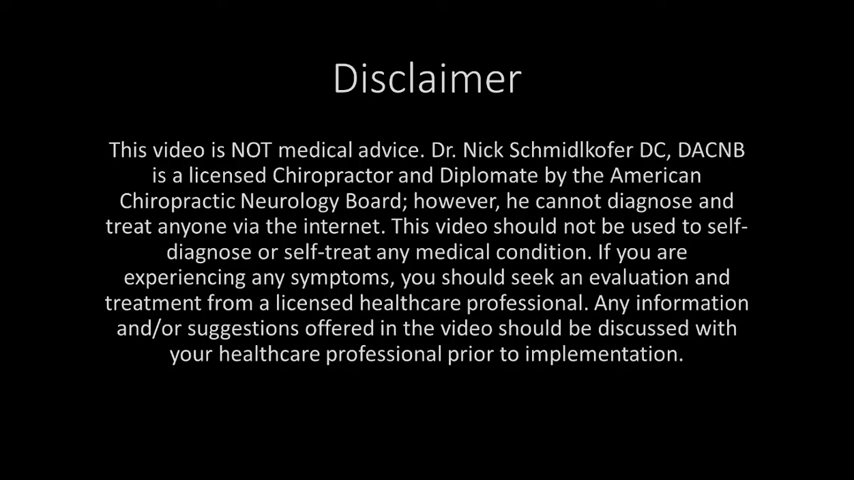 Disclaimer
This video is NOT medical advice. Dr. Nick Schmidlkofer DC, DACNB
is a licensed Chiropractor and Diplomate by the American
Chiropractic Neurology Board; however, he cannot diagnose and
treat anyone via the internet. This video should not be used to self-
diagnose or self-treat any medical condition. If you are
experiencing any symptoms, you should seek an evaluation and
treatment from a licensed healthcare professional. Any information
and/or suggestions offered in the video should be discussed with
your healthcare professional prior to implementation.